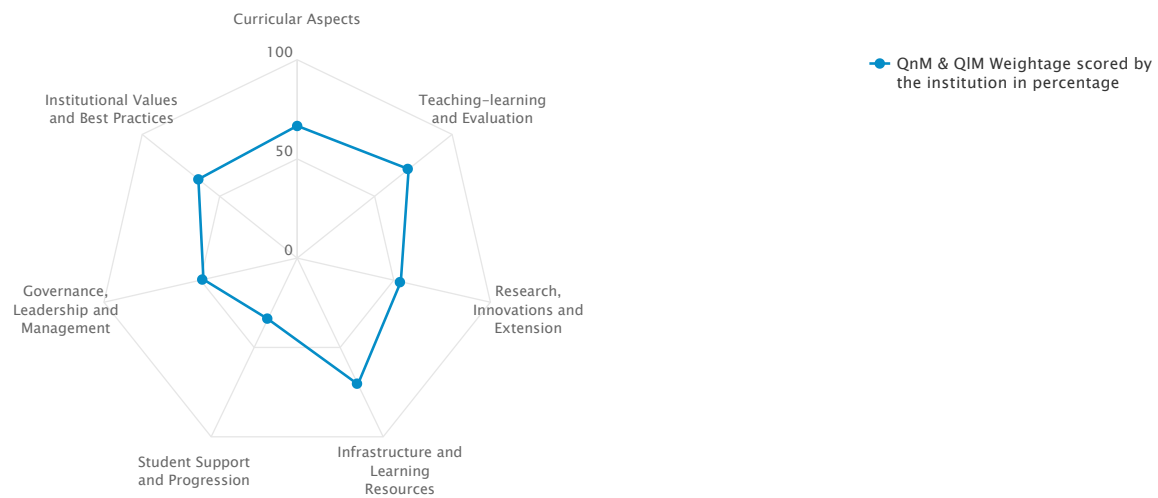 Curricular Aspects
100
50
0
Teaching-learning
and Evaluation
Research,
Innovations and
Extension
Infrastructure and
Learning
Resources
Student Support
and Progression
Governance,
Leadership and
Management
Institutional Values
and Best Practices
QnM & QlM Weightage scored by
the institution in percentage